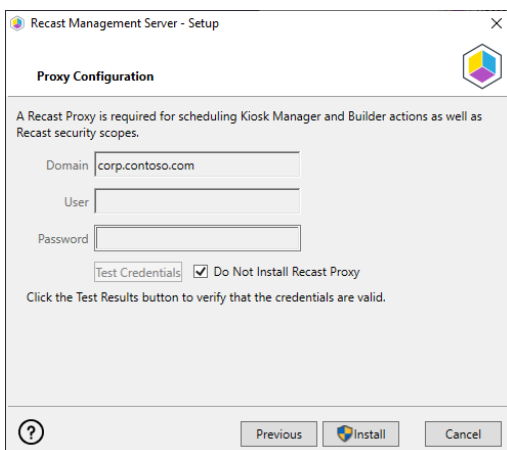 Recast Management Server - Setup
Proxy Configuration
A Recast Proxy is required for scheduling Kiosk Manager and Builder actions as well as
Recast security scopes.
Domain corp.contoso.com
User
Password
Test Credentials Do Not Install Recast Proxy
Click the Test Results button to verify that the credentials are valid.
? Previous Install Cancel